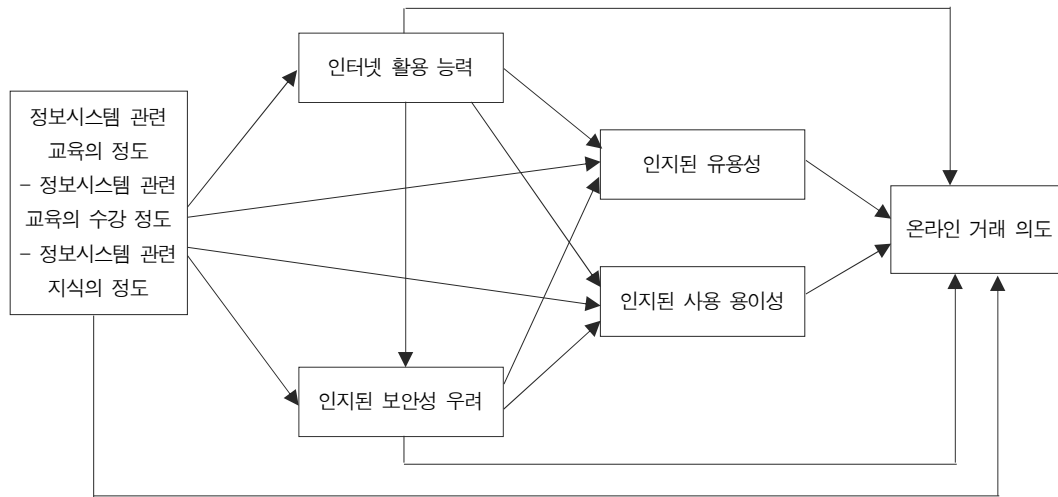 인터넷 활용 능력
정보시스템 관련
교육의 정도
– 정보시스템 관련
교육의 수강 정도
– 정보시스템 관련
지식의 정도
인지된 유용성
온라인 거래 의도
인지된 사용 용이성
인지된 보안성 우려